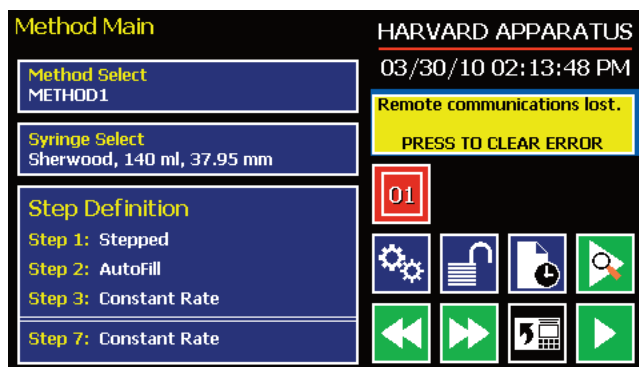 Method Main
Method Select
METHOD1
Syringe Select
Sherwood, 140 ml, 37.95 mm
Step Definition
Step 1: Stepped
Step 2: AutoFill
Step 3: Constant Rate
Step 7: Constant Rate
HARVARD APPARATUS
03/30/10 02:13:48 PM
Remote communications lost.
PRESS TO CLEAR ERROR
01